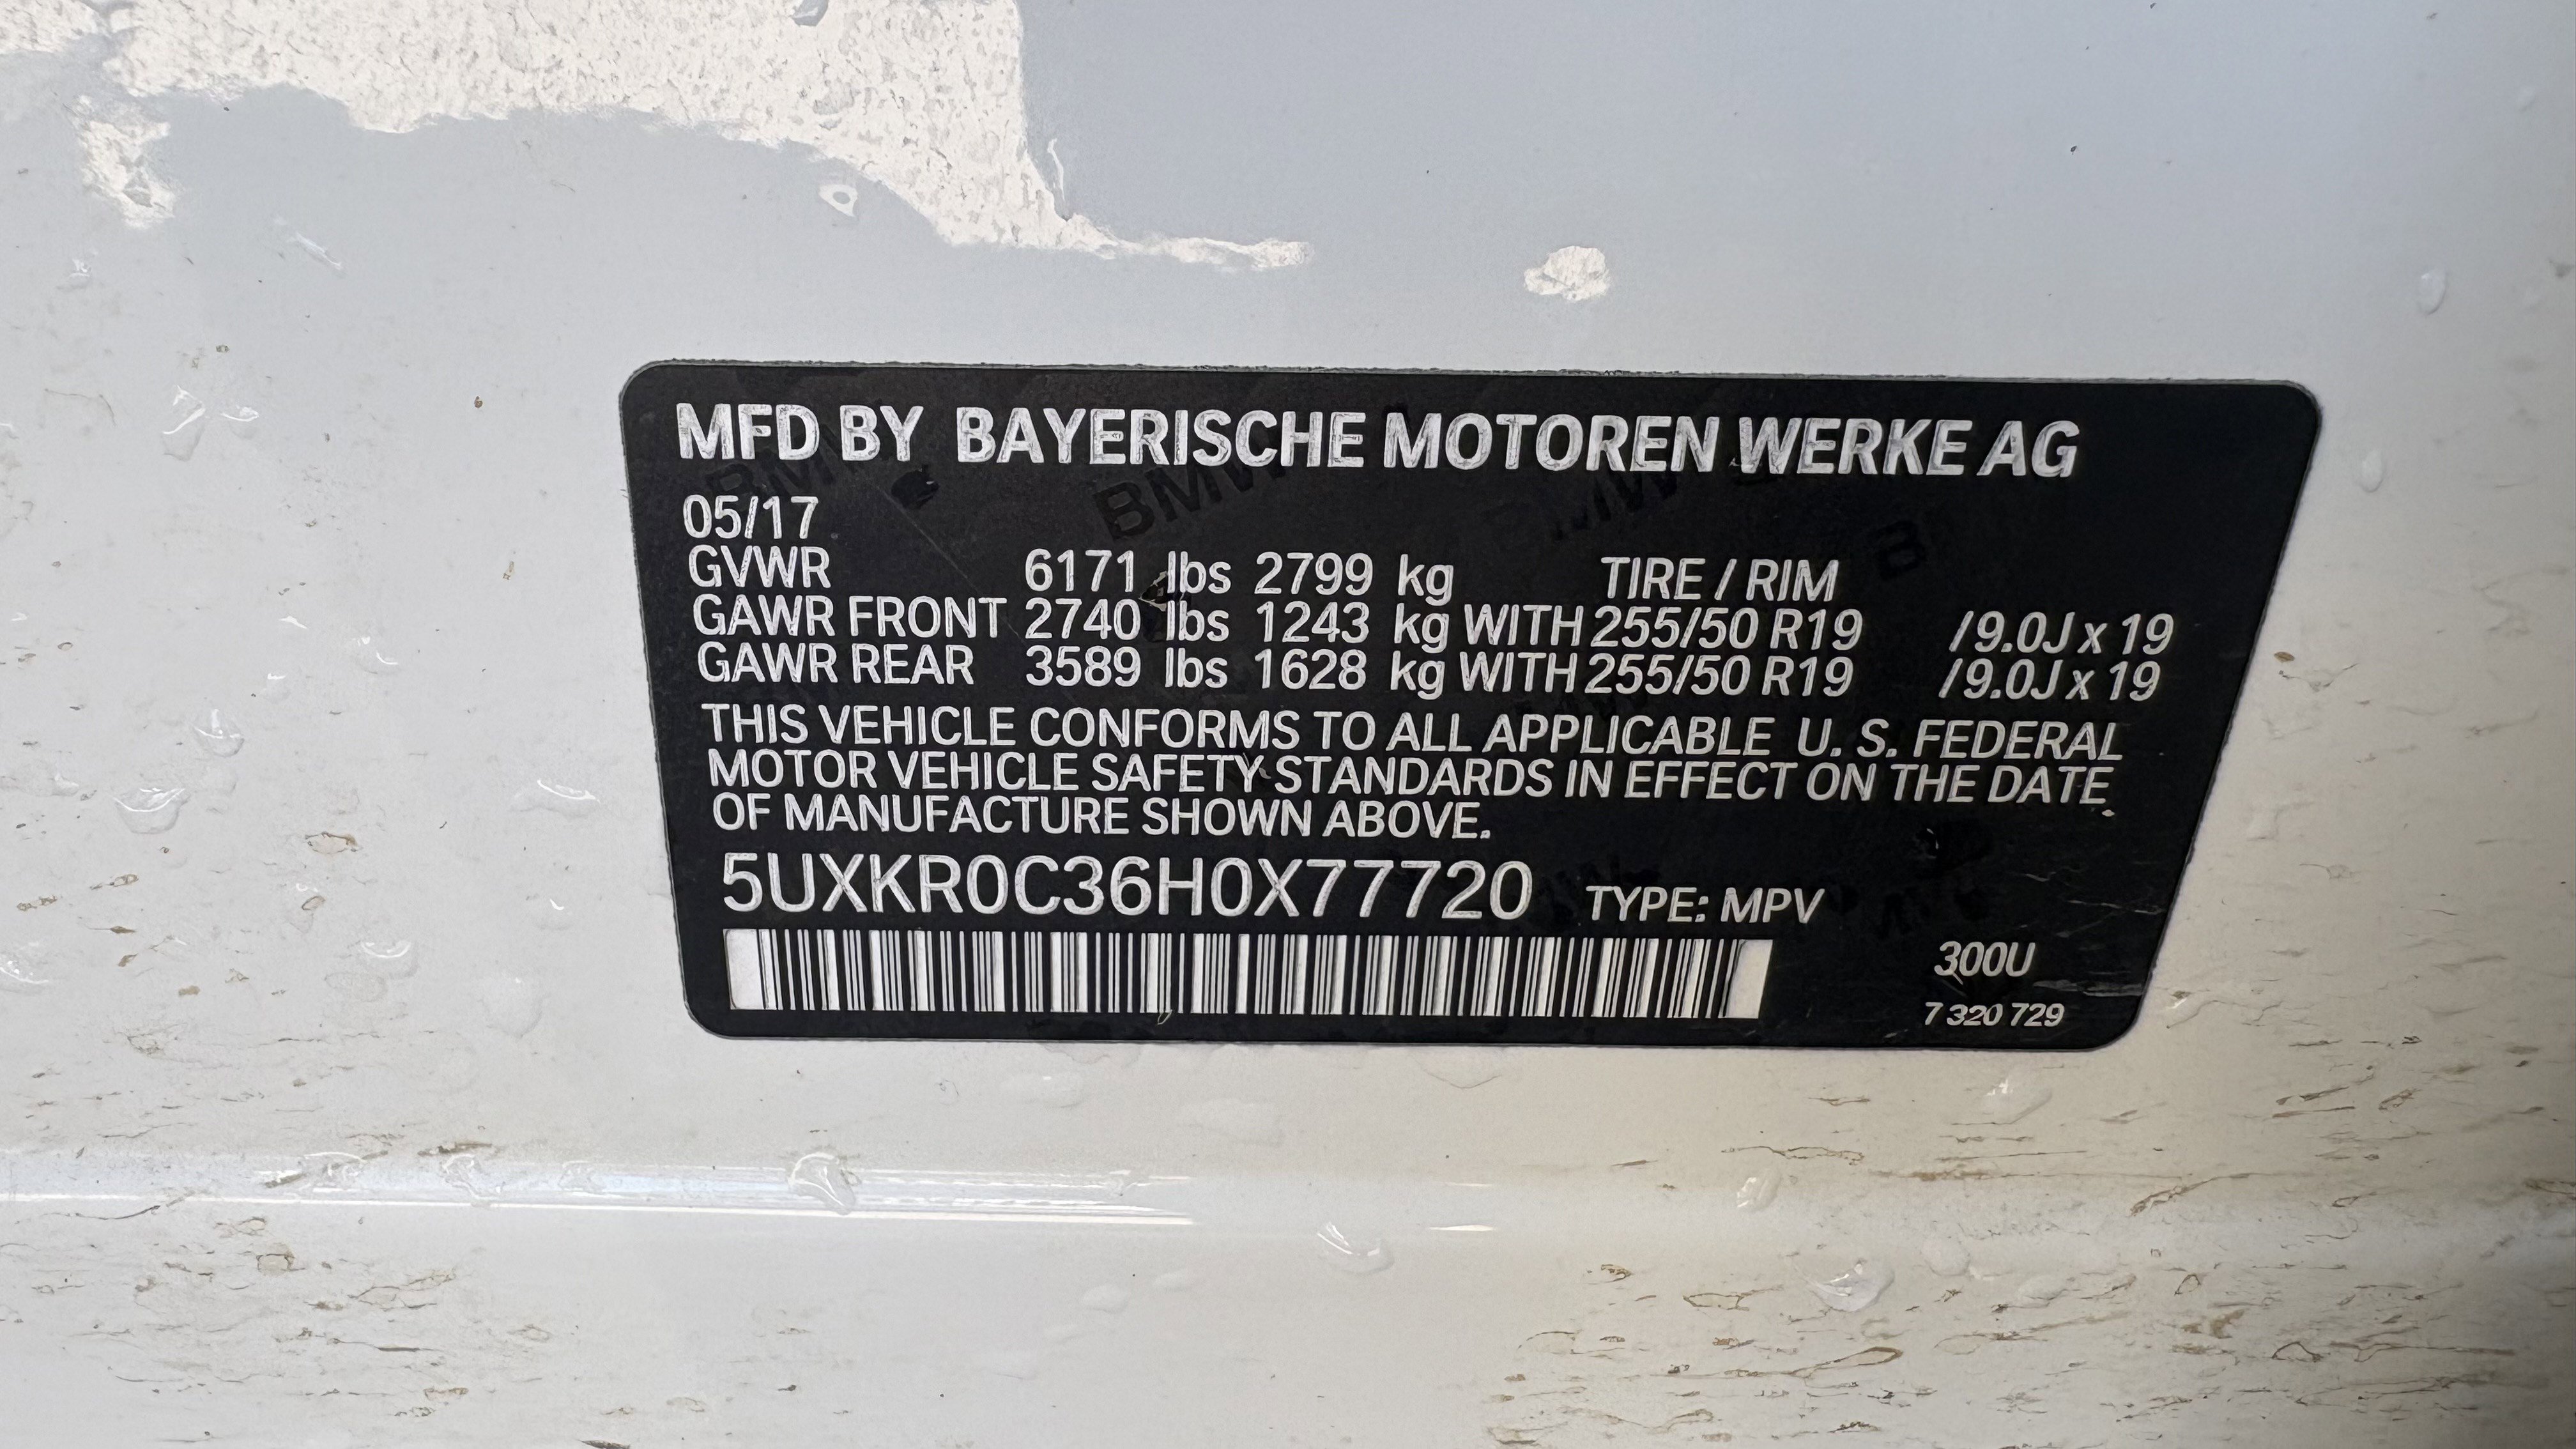 MFD BY BAYERISCHE MOTOREN WERKE AG
05/17
GVWR 6171 lbs 2799 kg TIRE / RIM
GAWR FRONT 2740 lbs 1243 kg WITH 255/50 R19 /9.0J x 19
GAWR REAR 3589 lbs 1628 kg WITH 255/50 R19 /9.0J x 19
THIS VEHICLE CONFORMS TO ALL APPLICABLE U. S. FEDERAL
MOTOR VEHICLE SAFETY STANDARDS IN EFFECT ON THE DATE
OF MANUFACTURE SHOWN ABOVE.
5UXKR0C36H0X77720 TYPE: MPV
300U
7 320 729